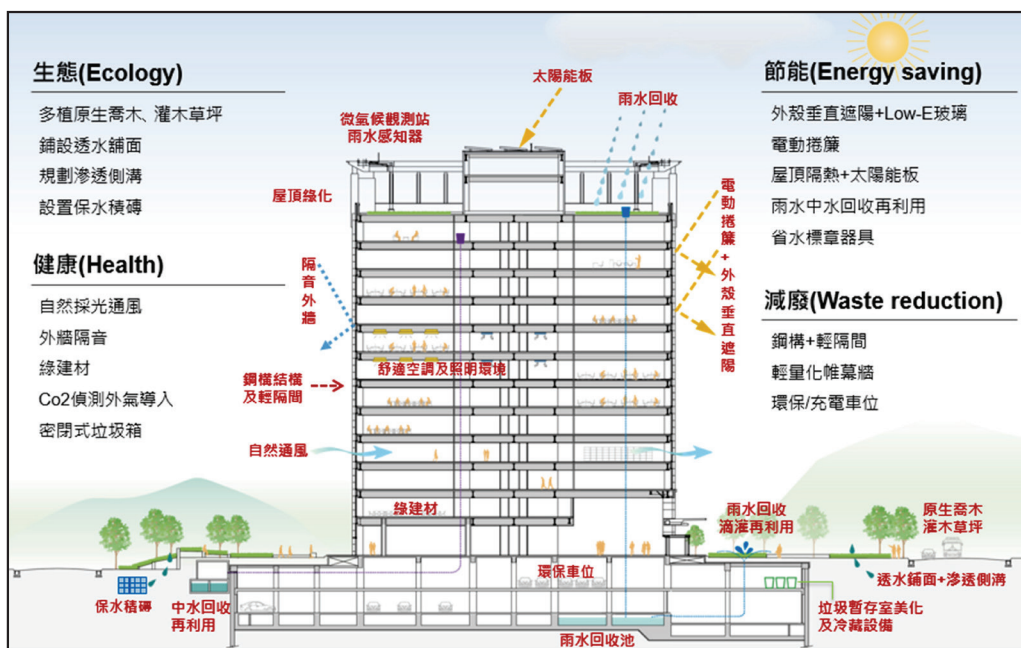 生態(Ecology)
多植原生喬木、灌木草坪
鋪設透水鋪面
規劃滲透側溝
設置保水積磚
健康(Health)
自然採光通風
外牆隔音
綠建材
Co2偵測外氣導入
密閉式垃圾箱
節能(Energy saving)
外殼垂直遮陽+Low-E玻璃
電動捲簾
屋頂隔熱+太陽能板
雨水中水回收再利用
省水標章器具
減廢(Waste reduction)
鋼構+輕隔間
輕量化帷幕牆
環保/充電車位
太陽能板
雨水回收
微氣候觀測站
雨水感知器
屋頂綠化
電動捲簾+外殼垂直遮陽
隔音外牆
舒適空調及照明環境
鋼構結構
及輕隔間
自然通風
綠建材
雨水回收
滴灌再利用
原生喬木
灌木草坪
環保車位
透水鋪面+滲透側溝
保水積磚
中水回收
再利用
垃圾暫存室美化
及冷藏設備
雨水回收池